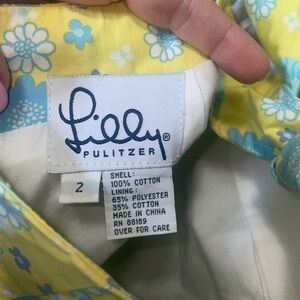 Lilly®
PULITZER
2
SHELL:
100% COTTON
LINING:
65% POLYESTER
35% COTTON
MADE IN CHINA
RN 88189
OVER FOR CARE